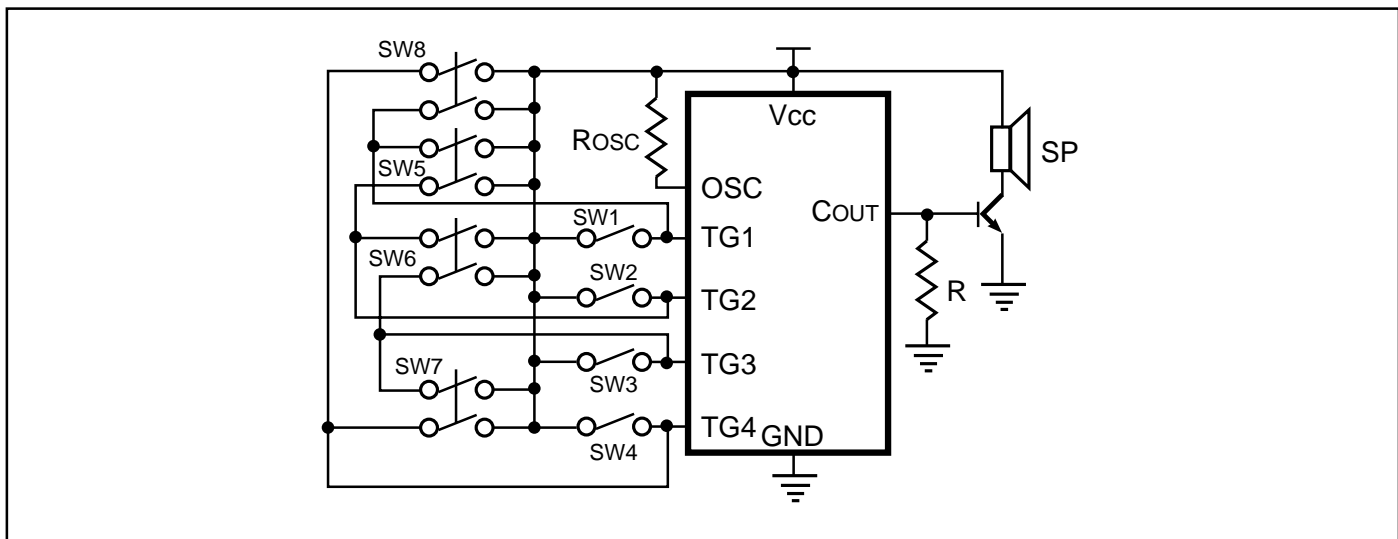 SW8
Vcc
ROSC
SP
SW5
OSC
COUT
SW1
TG1
SW6
SW2
TG2
R
SW7
TG3
SW3
TG4
GND
SW4